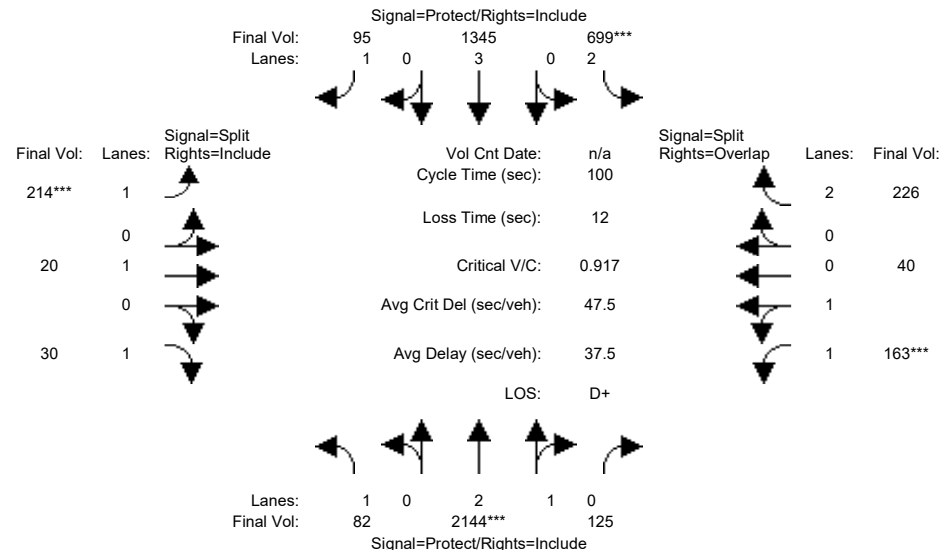 Signal=Protect/Rights=Include
Final Vol: 95 1345 699***
Lanes: 1 0 3 0 2
Signal=Split
Final Vol: Lanes: Rights=Include
Vol Cnt Date: n/a
Signal=Split
Rights=Overlap Lanes: Final Vol:
Cycle Time (sec): 100
214*** 1
2 226
Loss Time (sec): 12
0
0
20 1
Critical V/C: 0.917
0 40
0
Avg Crit Del (sec/veh): 47.5
1
30 1
Avg Delay (sec/veh): 37.5
1 163***
LOS: D+
Lanes: 1 0 2 1 0
Final Vol: 82 2144*** 125
Signal=Protect/Rights=Include